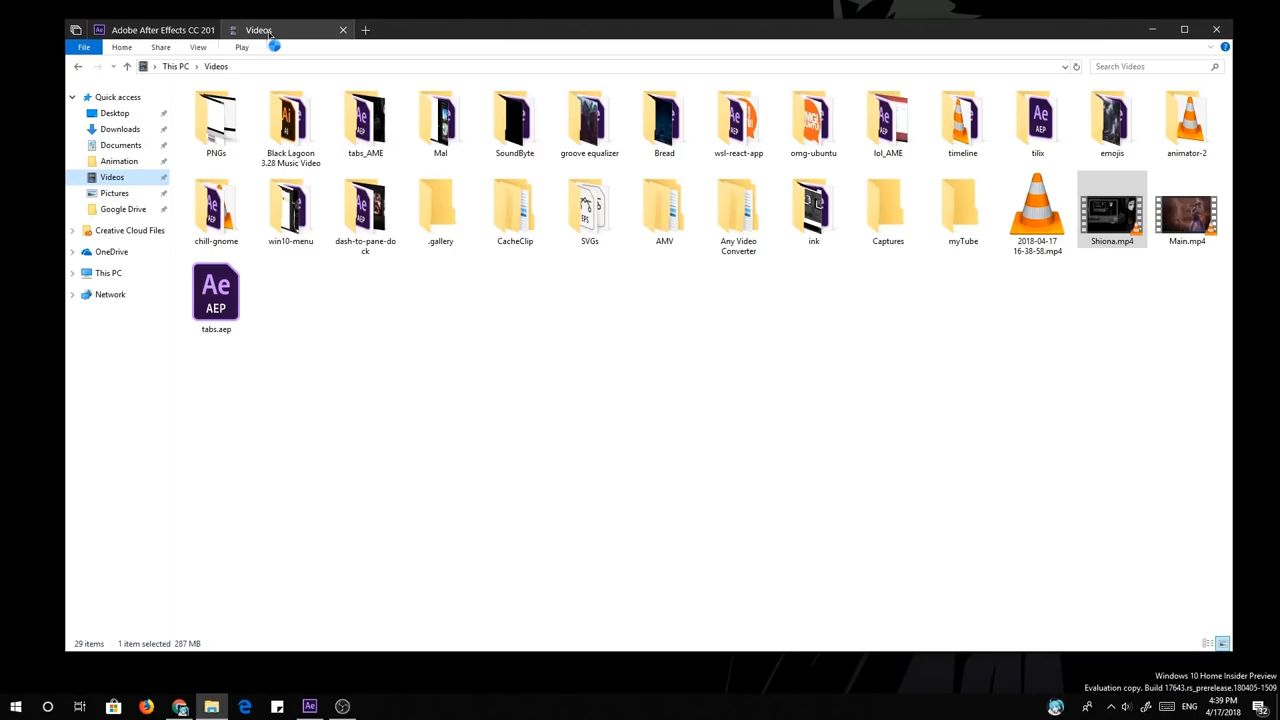 Adobe After Effects CC 201
Videos
File
Home
Share
View
Play
This PC
Videos
Search Videos
Quick access
Desktop
Downloads
Documents
Animation
Videos
Pictures
Google Drive
Creative Cloud Files
OneDrive
This PC
Network
PNGs
Black Lagoon
3.28 Music Video
tabs_AME
Mal
SoundByte
groove equalizer
Bread
wsl-react-app
omg-ubuntu
lol_AME
timeline
tilix
emojis
animator-2
chill-gnome
win10-menu
dash-to-pane-do
ck
.gallery
CacheClip
SVGs
AMV
Any Video
Converter
ink
Captures
myTube
2018-04-17
16-38-58.mp4
Shiona.mp4
Main.mp4
Ae
AEP
tabs.aep
29 items
1 item selected 287 MB
Windows 10 Home Insider Preview
Evaluation copy. Build 17643.rs_prerelease.180405-1509
ENG
4:39 PM
4/17/2018
32